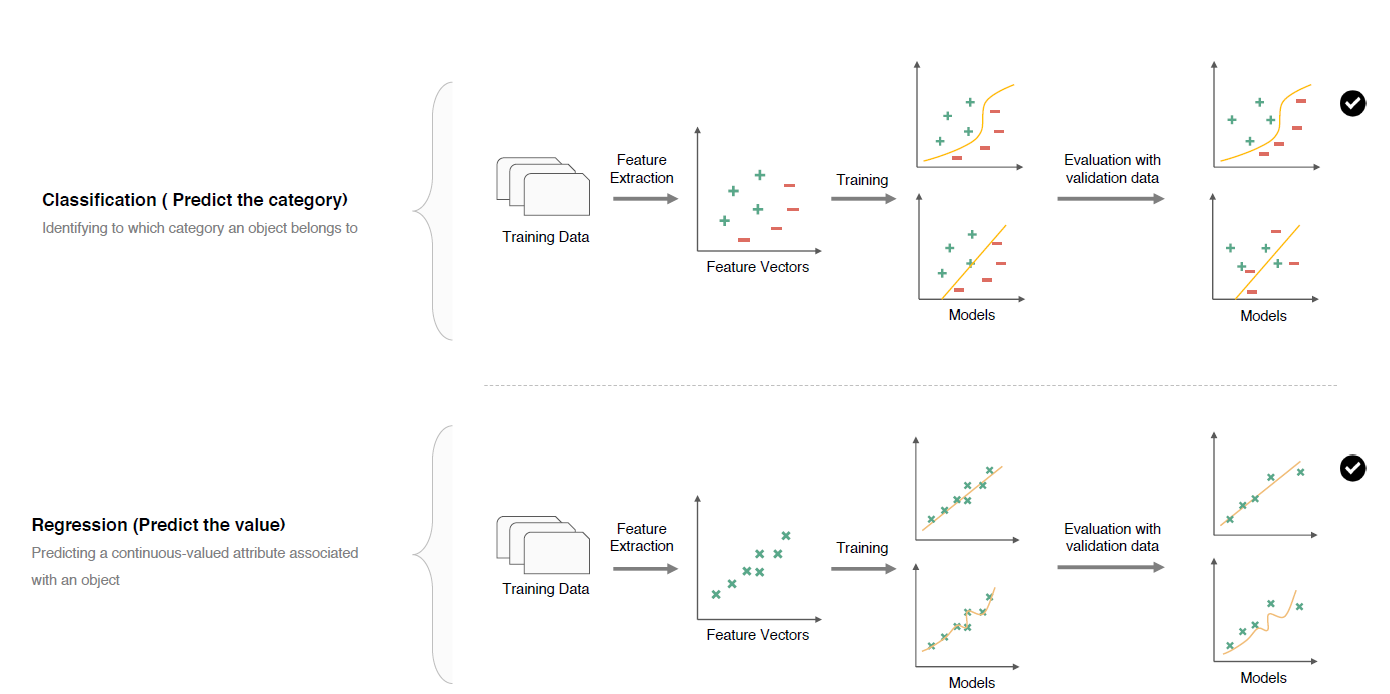 Classification ( Predict the category)
Identifying to which category an object belongs to
Training Data
Feature
Extraction
Feature Vectors
Training
Models
Evaluation with
validation data
Models
Regression (Predict the value)
Predicting a continuous-valued attribute associated
with an object
Training Data
Feature
Extraction
Feature Vectors
Training
Models
Evaluation with
validation data
Models